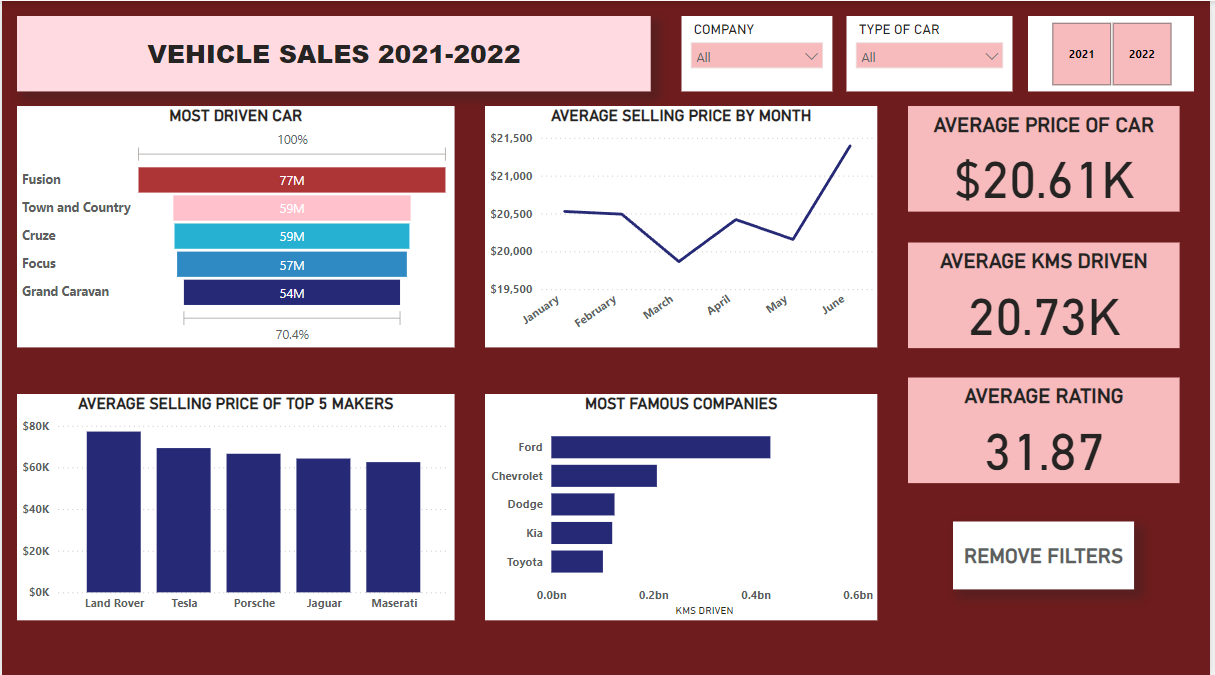 VEHICLE SALES 2021-2022
COMPANY
All
TYPE OF CAR
All
2021
2022
MOST DRIVEN CAR
100%
Fusion 77M
Town and Country 59M
Cruze 59M
Focus 57M
Grand Caravan 54M
70.4%
AVERAGE SELLING PRICE BY MONTH
$21,500
$21,000
$20,500
$20,000
$19,500
January February March April May June
AVERAGE PRICE OF CAR
$20.61K
AVERAGE KMS DRIVEN
20.73K
AVERAGE RATING
31.87
AVERAGE SELLING PRICE OF TOP 5 MAKERS
$80K
$60K
$40K
$20K
$0K
Land Rover Tesla Porsche Jaguar Maserati
MOST FAMOUS COMPANIES
Ford
Chevrolet
Dodge
Kia
Toyota
0.0bn 0.2bn 0.4bn 0.6bn
KMS DRIVEN
REMOVE FILTERS